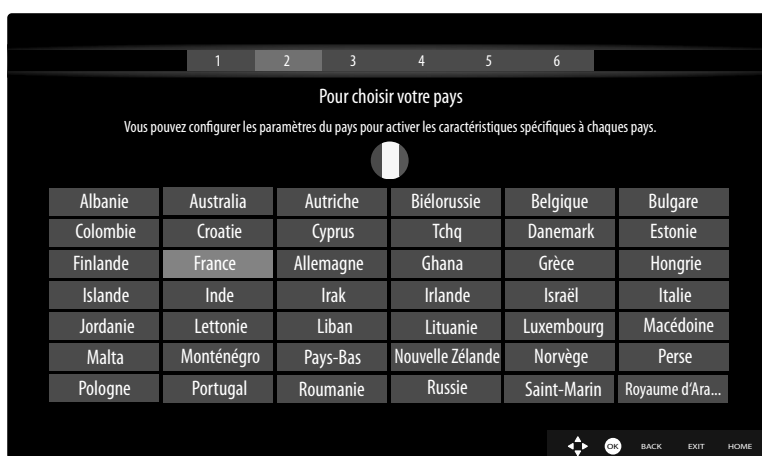 1 2 3 4 5 6
Pour choisir votre pays
Vous pouvez configurer les paramètres du pays pour activer les caractéristiques spécifiques à chaques pays.
Albanie Australia Autriche Biélorussie Belgique Bulgare
Colombie Croatie Cyprus Tchq Danemark Estonie
Finlande France Allemagne Ghana Grèce Hongrie
Islande Inde Irak Irlande Israël Italie
Jordanie Lettonie Liban Lituanie Luxembourg Macédoine
Malta Monténégro Pays-Bas Nouvelle Zélande Norvège Perse
Pologne Portugal Roumanie Russie Saint-Marin Royaume d'Ara...
OK BACK EXIT HOME